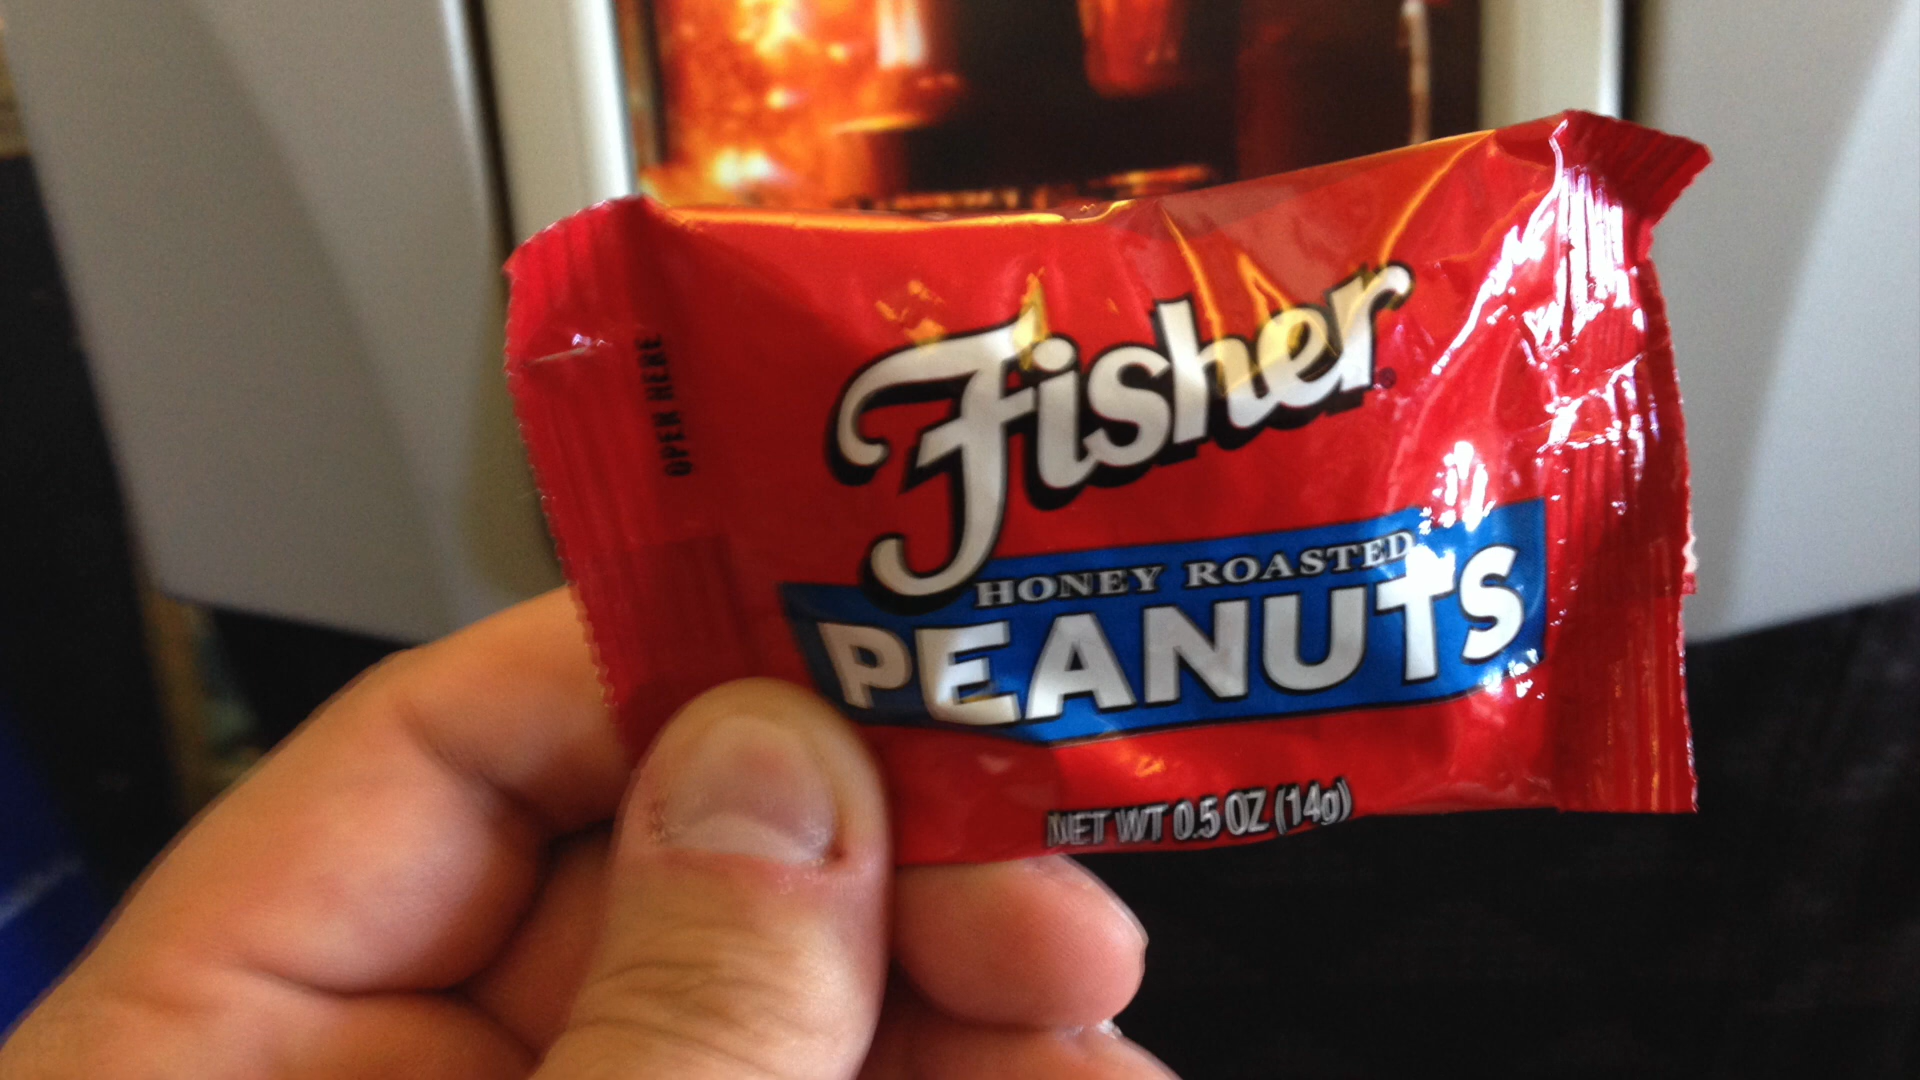 OPEN HERE
Fisher®
HONEY ROASTED
PEANUTS
NET WT 0.5 OZ (14g)